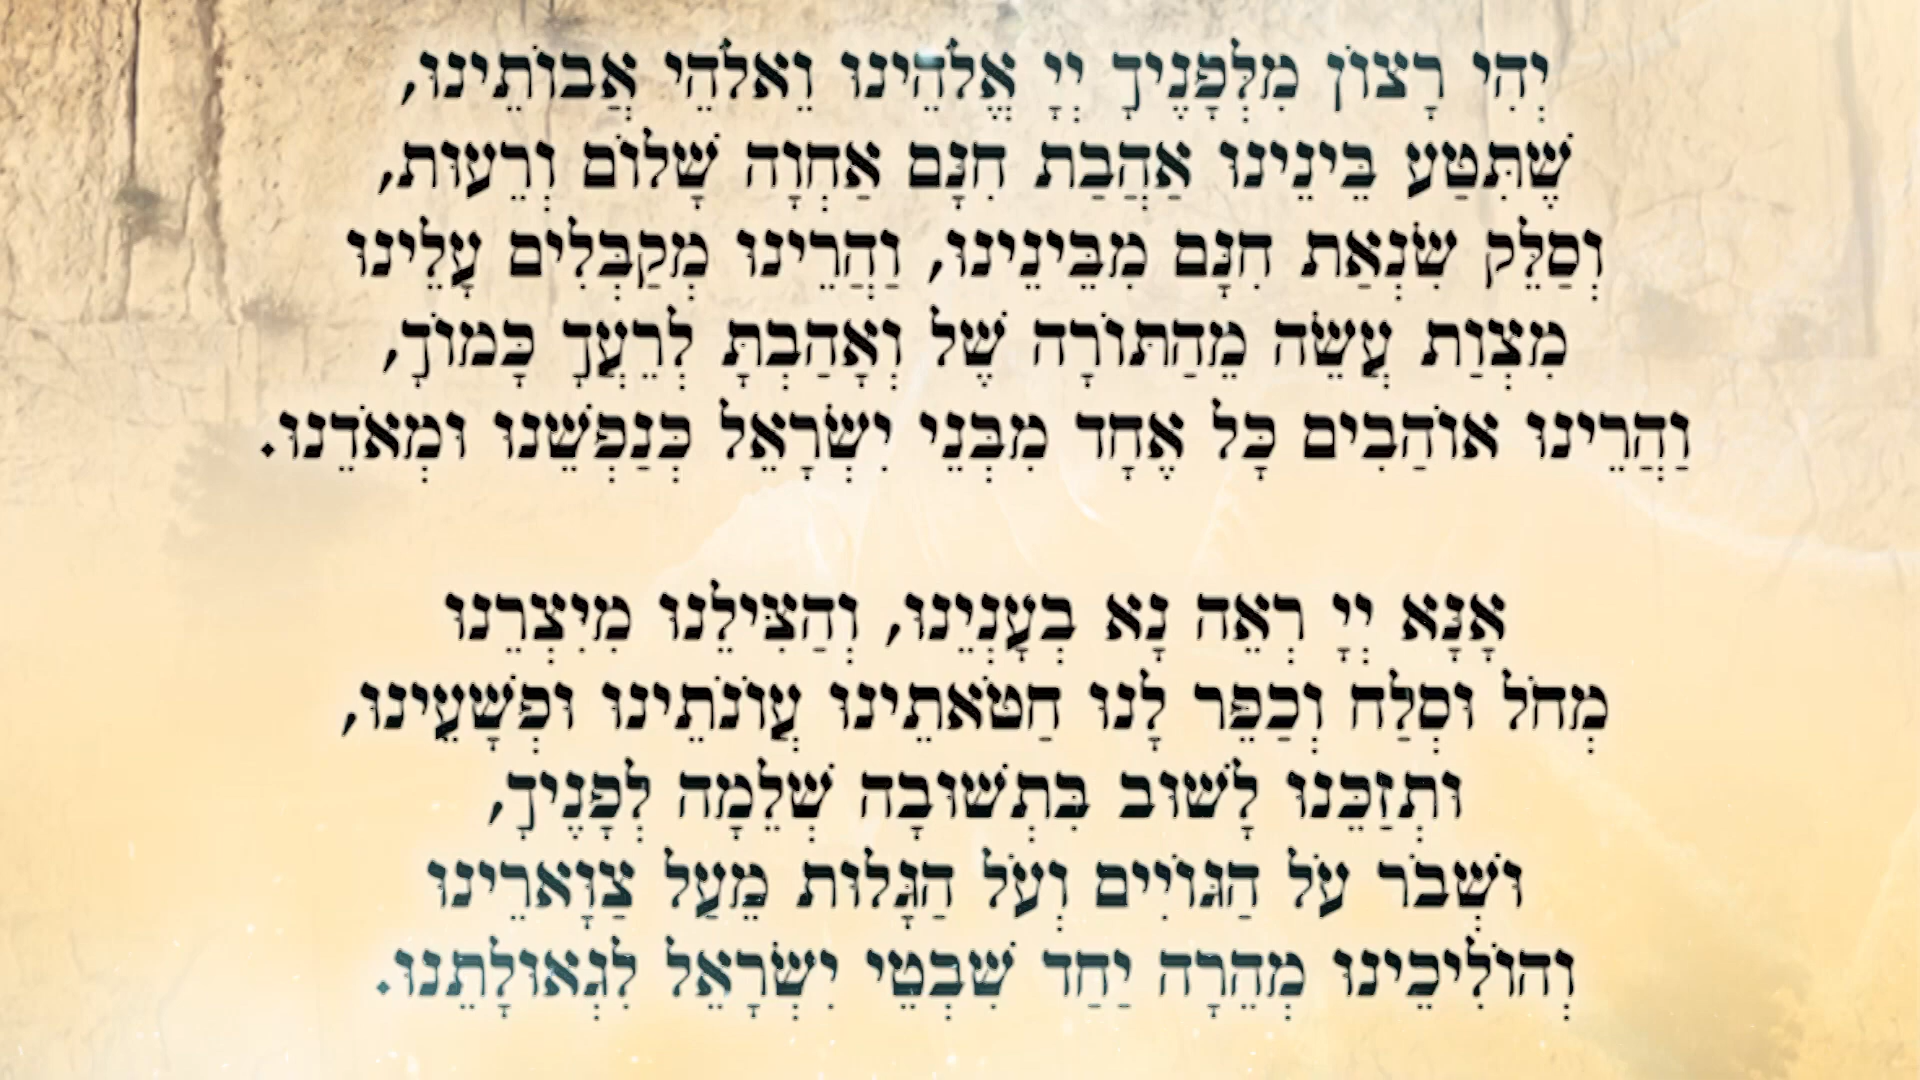 יְהִי רָצוֹן מִלְּפָנֶיךָ יְיָ אֱלֹהֵינוּ וֵאלֹהֵי אֲבוֹתֵינוּ,
שֶׁתִּטַּע בֵּינֵינוּ אַהֲבַת חִנָּם אַחְוָה שָׁלוֹם וְרֵעוּת,
וְסַלֵּק שִׂנְאַת חִנָּם מִבֵּינֵינוּ, וַהֲרֵינוּ מְקַבְּלִים עָלֵינוּ
מִצְוַת עֲשֵׂה מֵהַתּוֹרָה שֶׁל וְאָהַבְתָּ לְרֵעֲךָ כָּמוֹךָ,
וַהֲרֵינוּ אוֹהַבִים כָּל אֶחָד מִבְּנֵי יִשְׂרָאֵל כְּנַפְשֵׁנוּ וּמְאֹדֵנוּ.
אָנָּא יְיָ רְאֵה נָא בְעָנְיֵנוּ, וְהַצִּילֵנוּ מִיִּצְרֵנוּ
מְחֹל וּסְלַח וְכַפֵּר לָנוּ חַטֹּאתֵינוּ עֲוֹנֹתֵינוּ וּפְשָׁעֵינוּ,
וּתְזַכֵּנוּ לָשׁוּב בִּתְשׁוּבָה שְׁלֵמָה לְפָנֶיךָ,
וּשְׁבֹר עֹל הַגּוֹיִים וְעֹל הַגָּלוּת מֵעַל צַוָּארֵינוּ
וְהוֹלִיכֵינוּ מְהֵרָה יַחַד שִׁבְטֵי יִשְׂרָאֵל לִגְאוּלָתֵנוּ.